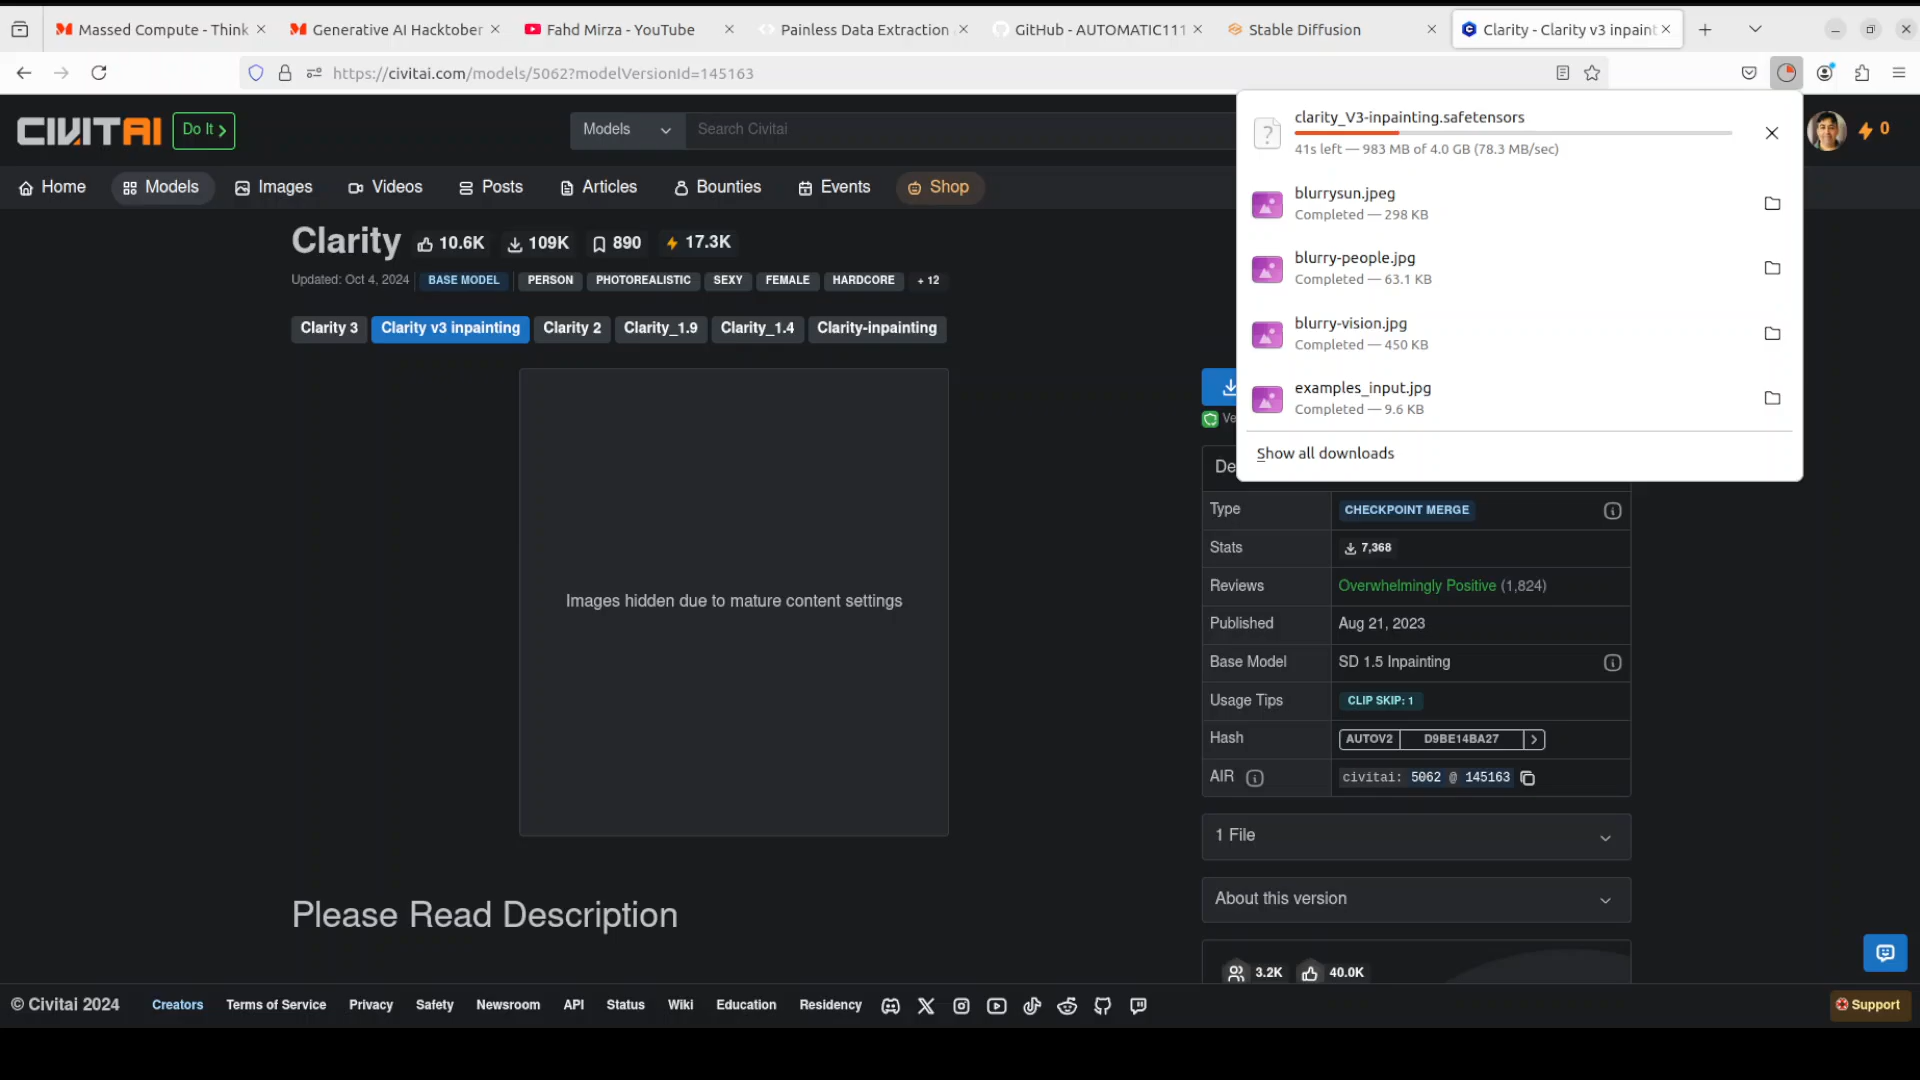 Massed Compute - Think
Generative AI Hacktober
Fahd Mirza - YouTube
Painless Data Extraction
GitHub - AUTOMATIC111
Stable Diffusion
Clarity - Clarity v3 inpaint
https://civitai.com/models/5062?modelVersionId=145163
CIVITAI
Do It
Models
Search Civitai
0
Home
Models
Images
Videos
Posts
Articles
Bounties
Events
Shop
clarity_V3-inpainting.safetensors
41s left — 983 MB of 4.0 GB (78.3 MB/sec)
blurrysun.jpeg
Completed — 298 KB
blurry-people.jpg
Completed — 63.1 KB
blurry-vision.jpg
Completed — 450 KB
examples_input.jpg
Completed — 9.6 KB
Show all downloads
Clarity
10.6K
109K
890
17.3K
Updated: Oct 4, 2024
BASE MODEL
PERSON
PHOTOREALISTIC
SEXY
FEMALE
HARDCORE
+ 12
Clarity 3
Clarity v3 inpainting
Clarity 2
Clarity_1.9
Clarity_1.4
Clarity-inpainting
Images hidden due to mature content settings
Type
CHECKPOINT MERGE
Stats
7,368
Reviews
Overwhelmingly Positive (1,824)
Published
Aug 21, 2023
Base Model
SD 1.5 Inpainting
Usage Tips
CLIP SKIP: 1
Hash
AUTOV2
D9BE14BA27
AIR
civitai: 5062 @ 145163
1 File
About this version
3.2K
40.0K
Please Read Description
© Civitai 2024
Creators
Terms of Service
Privacy
Safety
Newsroom
API
Status
Wiki
Education
Residency
Support